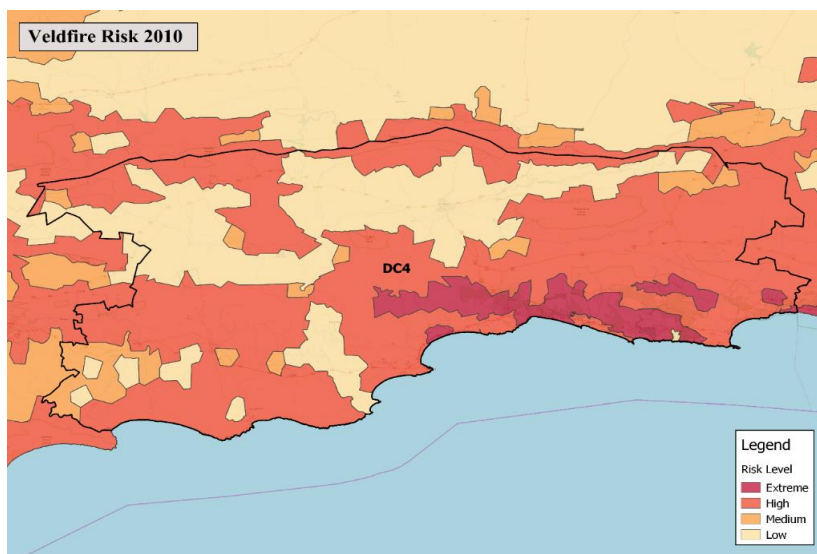 Veldfire Risk 2010
DC4
Legend
Risk Level
Extreme
High
Medium
Low